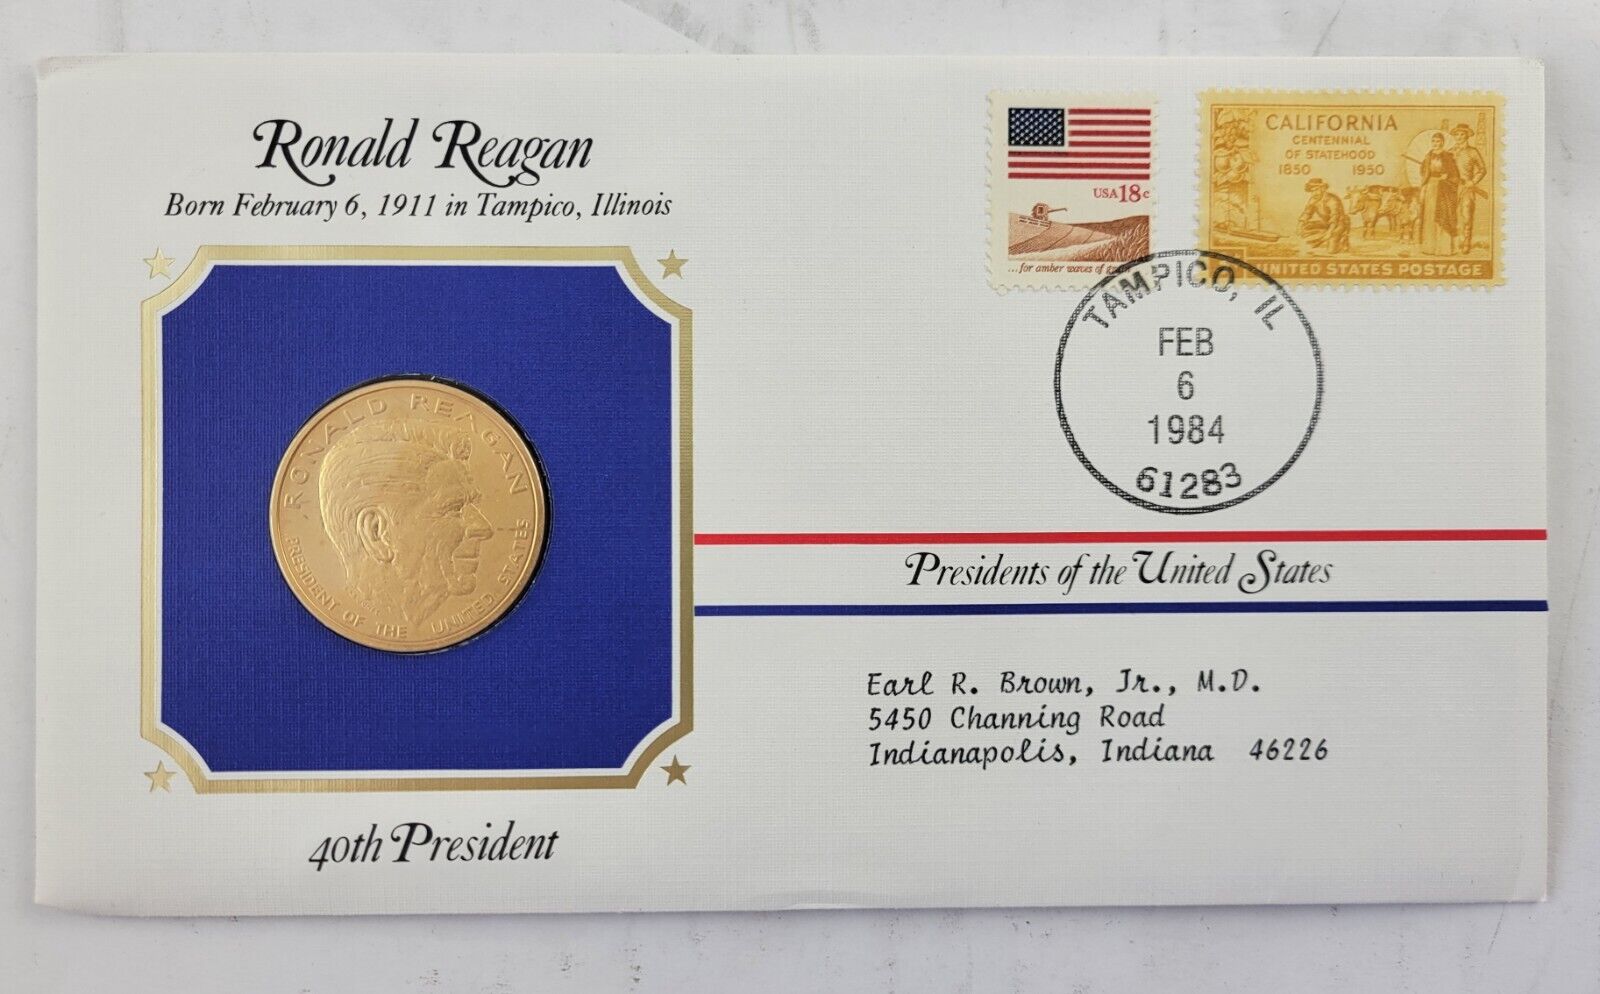 Ronald Reagan
Born February 6, 1911 in Tampico, Illinois
RONALD REAGAN
PRESIDENT OF THE UNITED STATES
40th President
USA 18c
...for amber waves of grain
CALIFORNIA
CENTENNIAL
OF STATEHOOD
1850 1950
UNITED STATES POSTAGE
TAMPICO, IL
FEB
6
1984
61283
Presidents of the United States
Earl R. Brown, Jr., M.D.
5450 Channing Road
Indianapolis, Indiana 46226